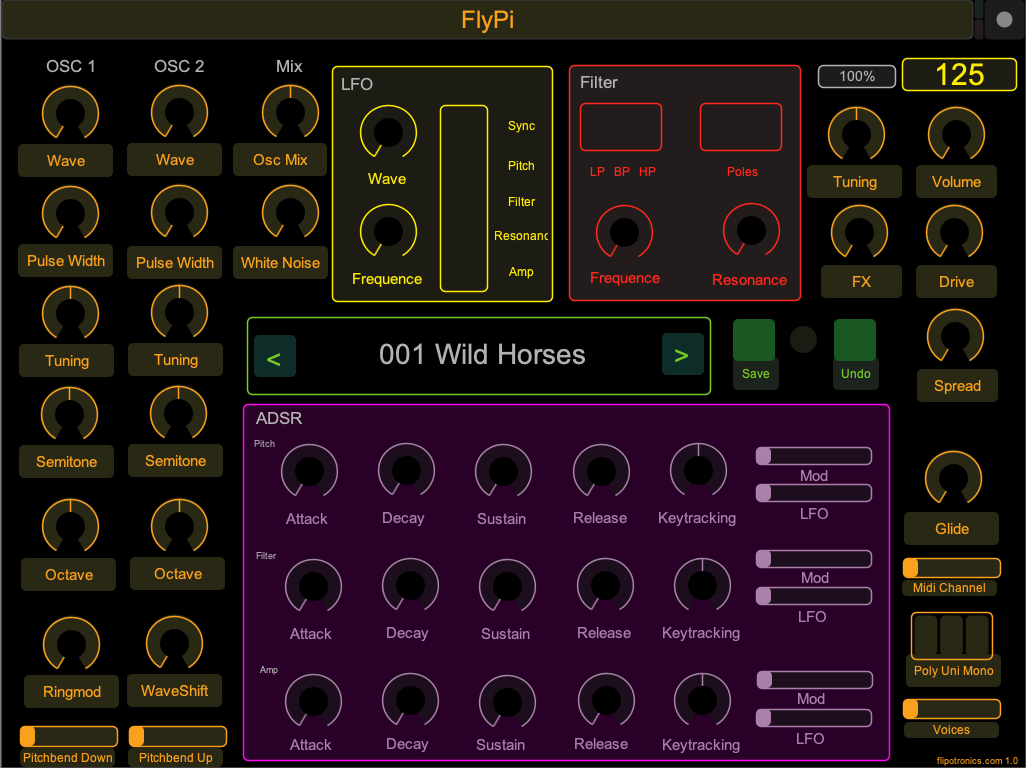 FlyPi
OSC 1
OSC 2
Mix
Wave
Wave
Osc Mix
Pulse Width
Pulse Width
White Noise
Tuning
Tuning
Semitone
Semitone
Octave
Octave
Ringmod
WaveShift
Pitchbend Down
Pitchbend Up
LFO
Wave
Frequence
Sync
Pitch
Filter
Resonanc
Amp
Filter
LP BP HP
Poles
Frequence
Resonance
100%
125
Tuning
Volume
FX
Drive
Spread
<
001 Wild Horses
>
Save
Undo
ADSR
Pitch
Attack
Decay
Sustain
Release
Keytracking
Mod
LFO
Filter
Attack
Decay
Sustain
Release
Keytracking
Mod
LFO
Amp
Attack
Decay
Sustain
Release
Keytracking
Mod
LFO
Glide
Midi Channel
Poly Uni Mono
Voices
flipotronics.com 1.0